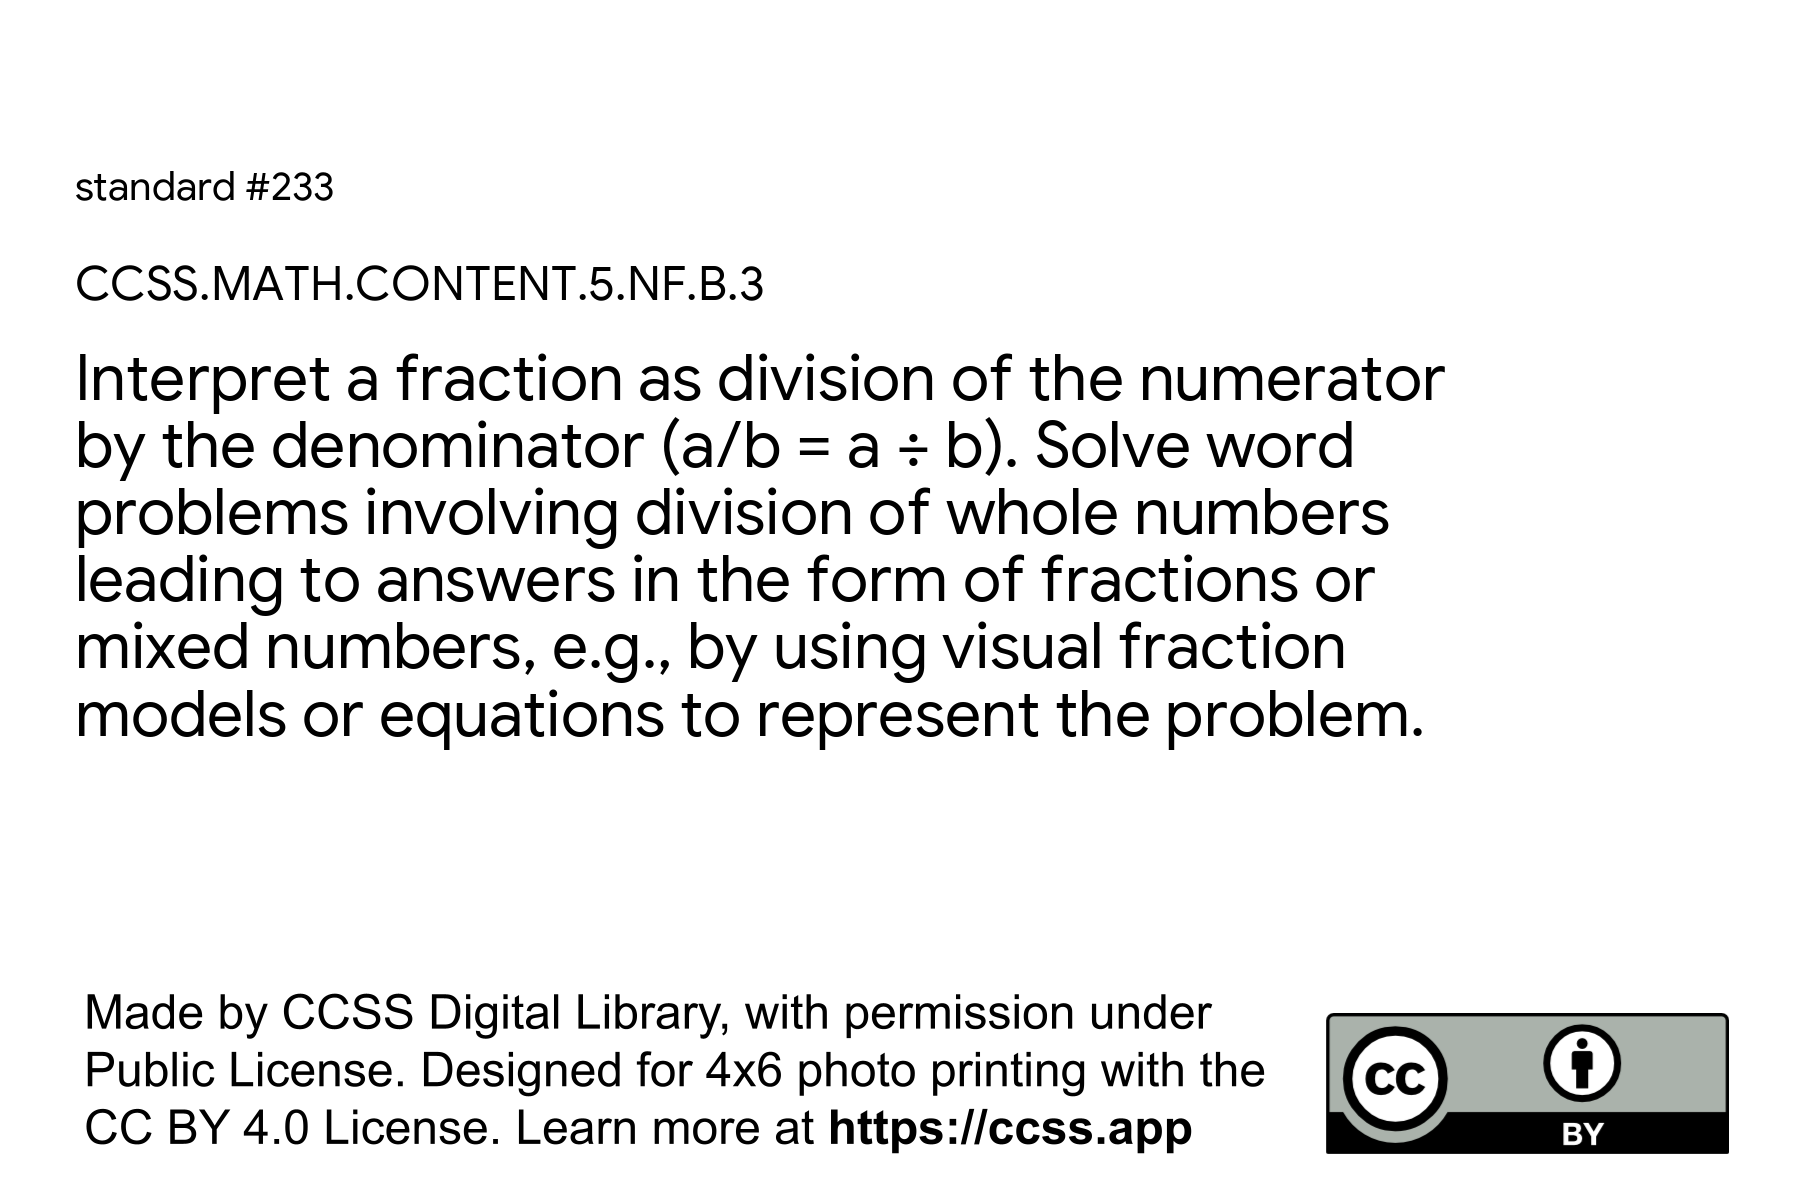 standard #233
CCSS.MATH.CONTENT.5.NF.B.3
Interpret a fraction as division of the numerator
by the denominator (a/b = a ÷ b). Solve word
problems involving division of whole numbers
leading to answers in the form of fractions or
mixed numbers, e.g., by using visual fraction
models or equations to represent the problem.
Made by CCSS Digital Library, with permission under
Public License. Designed for 4x6 photo printing with the
CC BY 4.0 License. Learn more at https://ccss.app
CC
BY